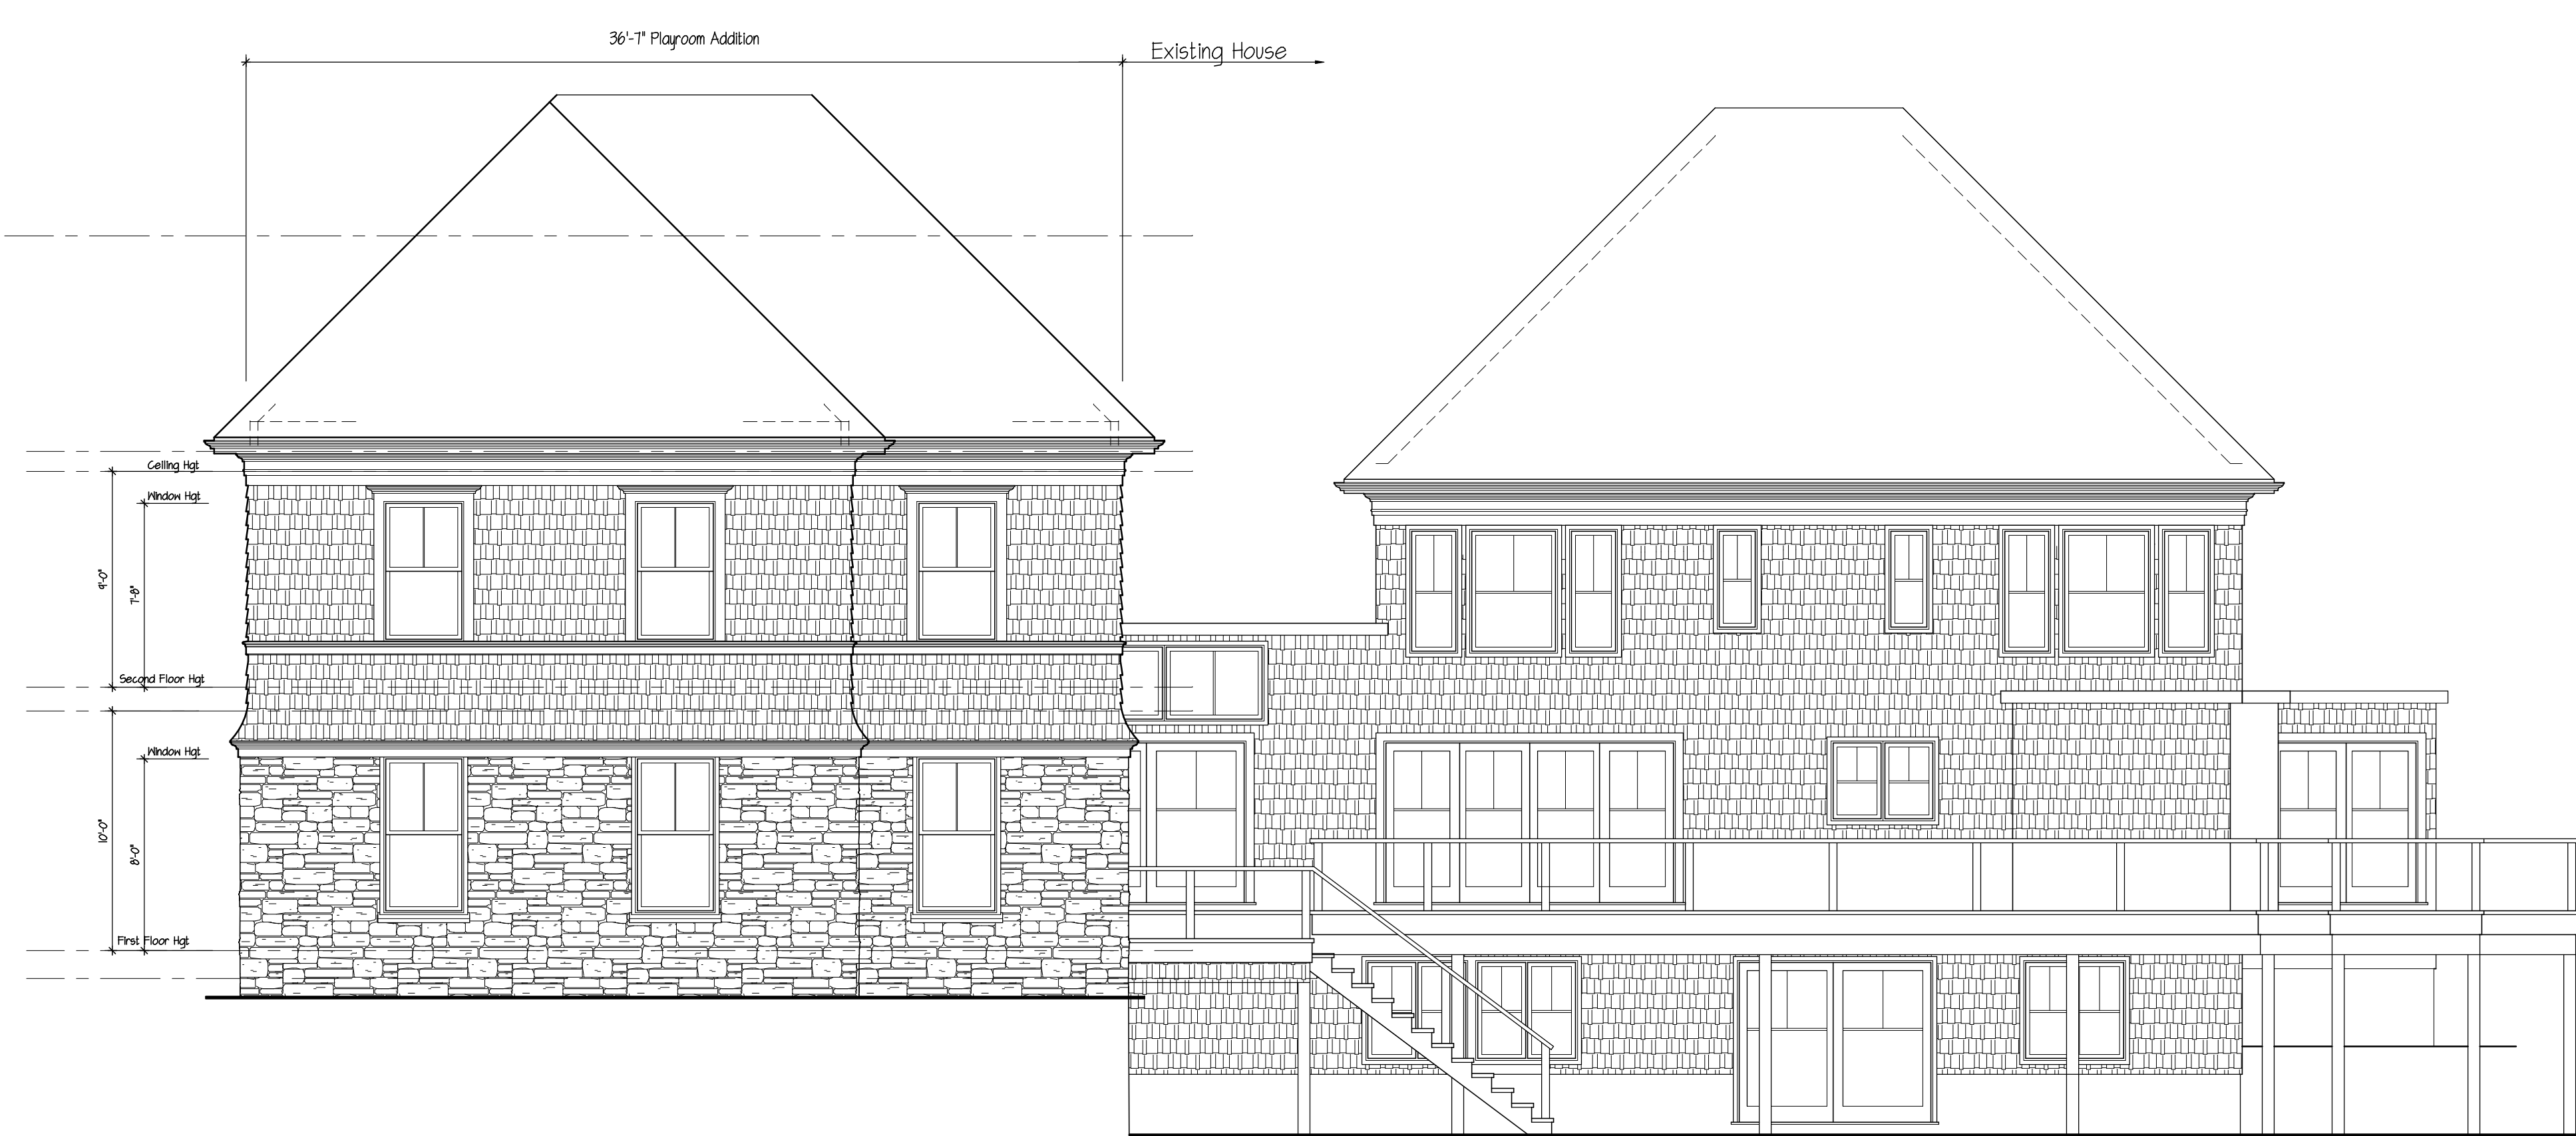 36'-7" Playroom Addition
Existing House
Ceiling Hgt
Window Hgt
9'-0"
7'-8"
Second Floor Hgt
Window Hgt
10'-0"
8'-0"
First Floor Hgt